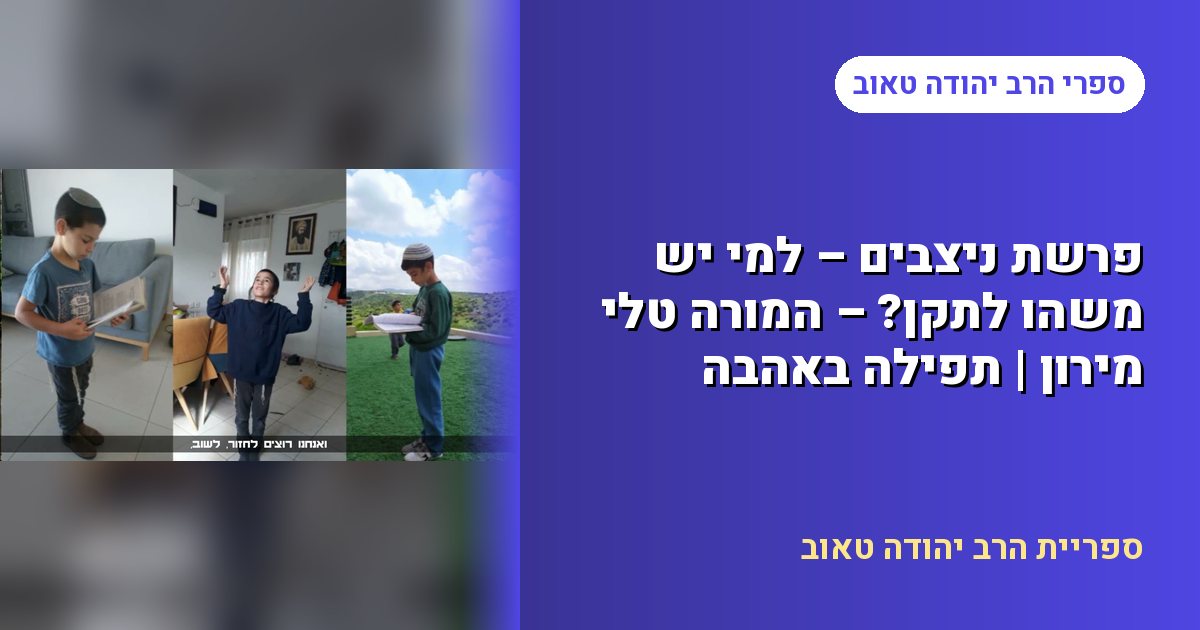 ספרי הרב יהודה טאוב
פרשת ניצבים – למי יש
משהו לתקן? – המורה טלי
מירון | תפילה באהבה
ואנחנו רוצים לחזור, לשוב,
ספריית הרב יהודה טאוב